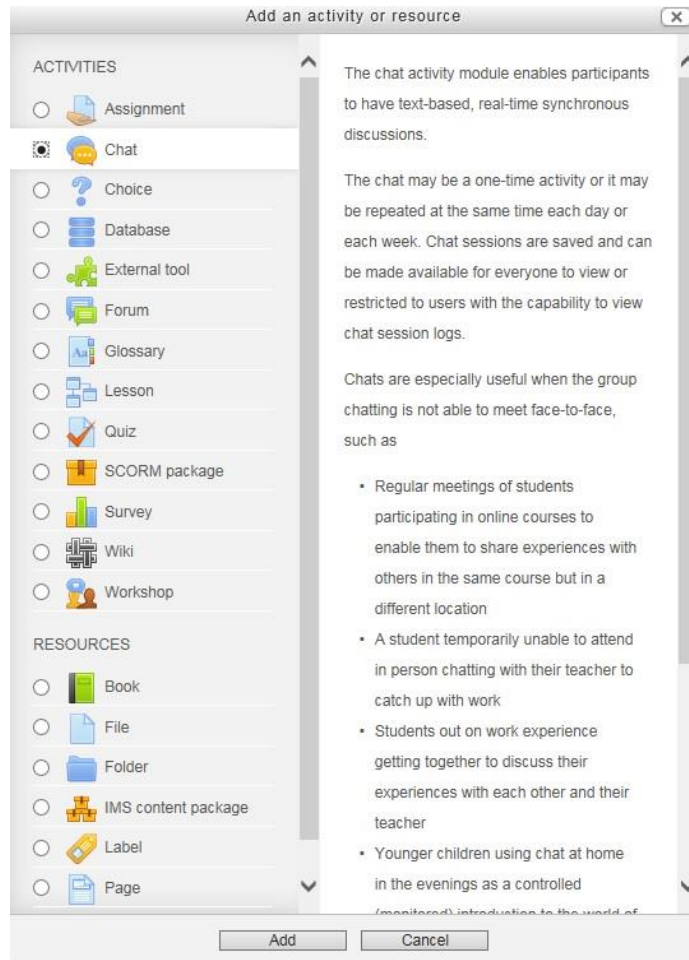 Add an activity or resource
ACTIVITIES
Assignment
Chat
Choice
Database
External tool
Forum
Glossary
Lesson
Quiz
SCORM package
Survey
Wiki
Workshop
RESOURCES
Book
File
Folder
IMS content package
Label
Page
The chat activity module enables participants
to have text-based, real-time synchronous
discussions.
The chat may be a one-time activity or it may
be repeated at the same time each day or
each week. Chat sessions are saved and can
be made available for everyone to view or
restricted to users with the capability to view
chat session logs.
Chats are especially useful when the group
chatting is not able to meet face-to-face,
such as
• Regular meetings of students
participating in online courses to
enable them to share experiences with
others in the same course but in a
different location
• A student temporarily unable to attend
in person chatting with their teacher to
catch up with work
• Students out on work experience
getting together to discuss their
experiences with each other and their
teacher
• Younger children using chat at home
in the evenings as a controlled
(monitored) introduction to the world of
Add
Cancel